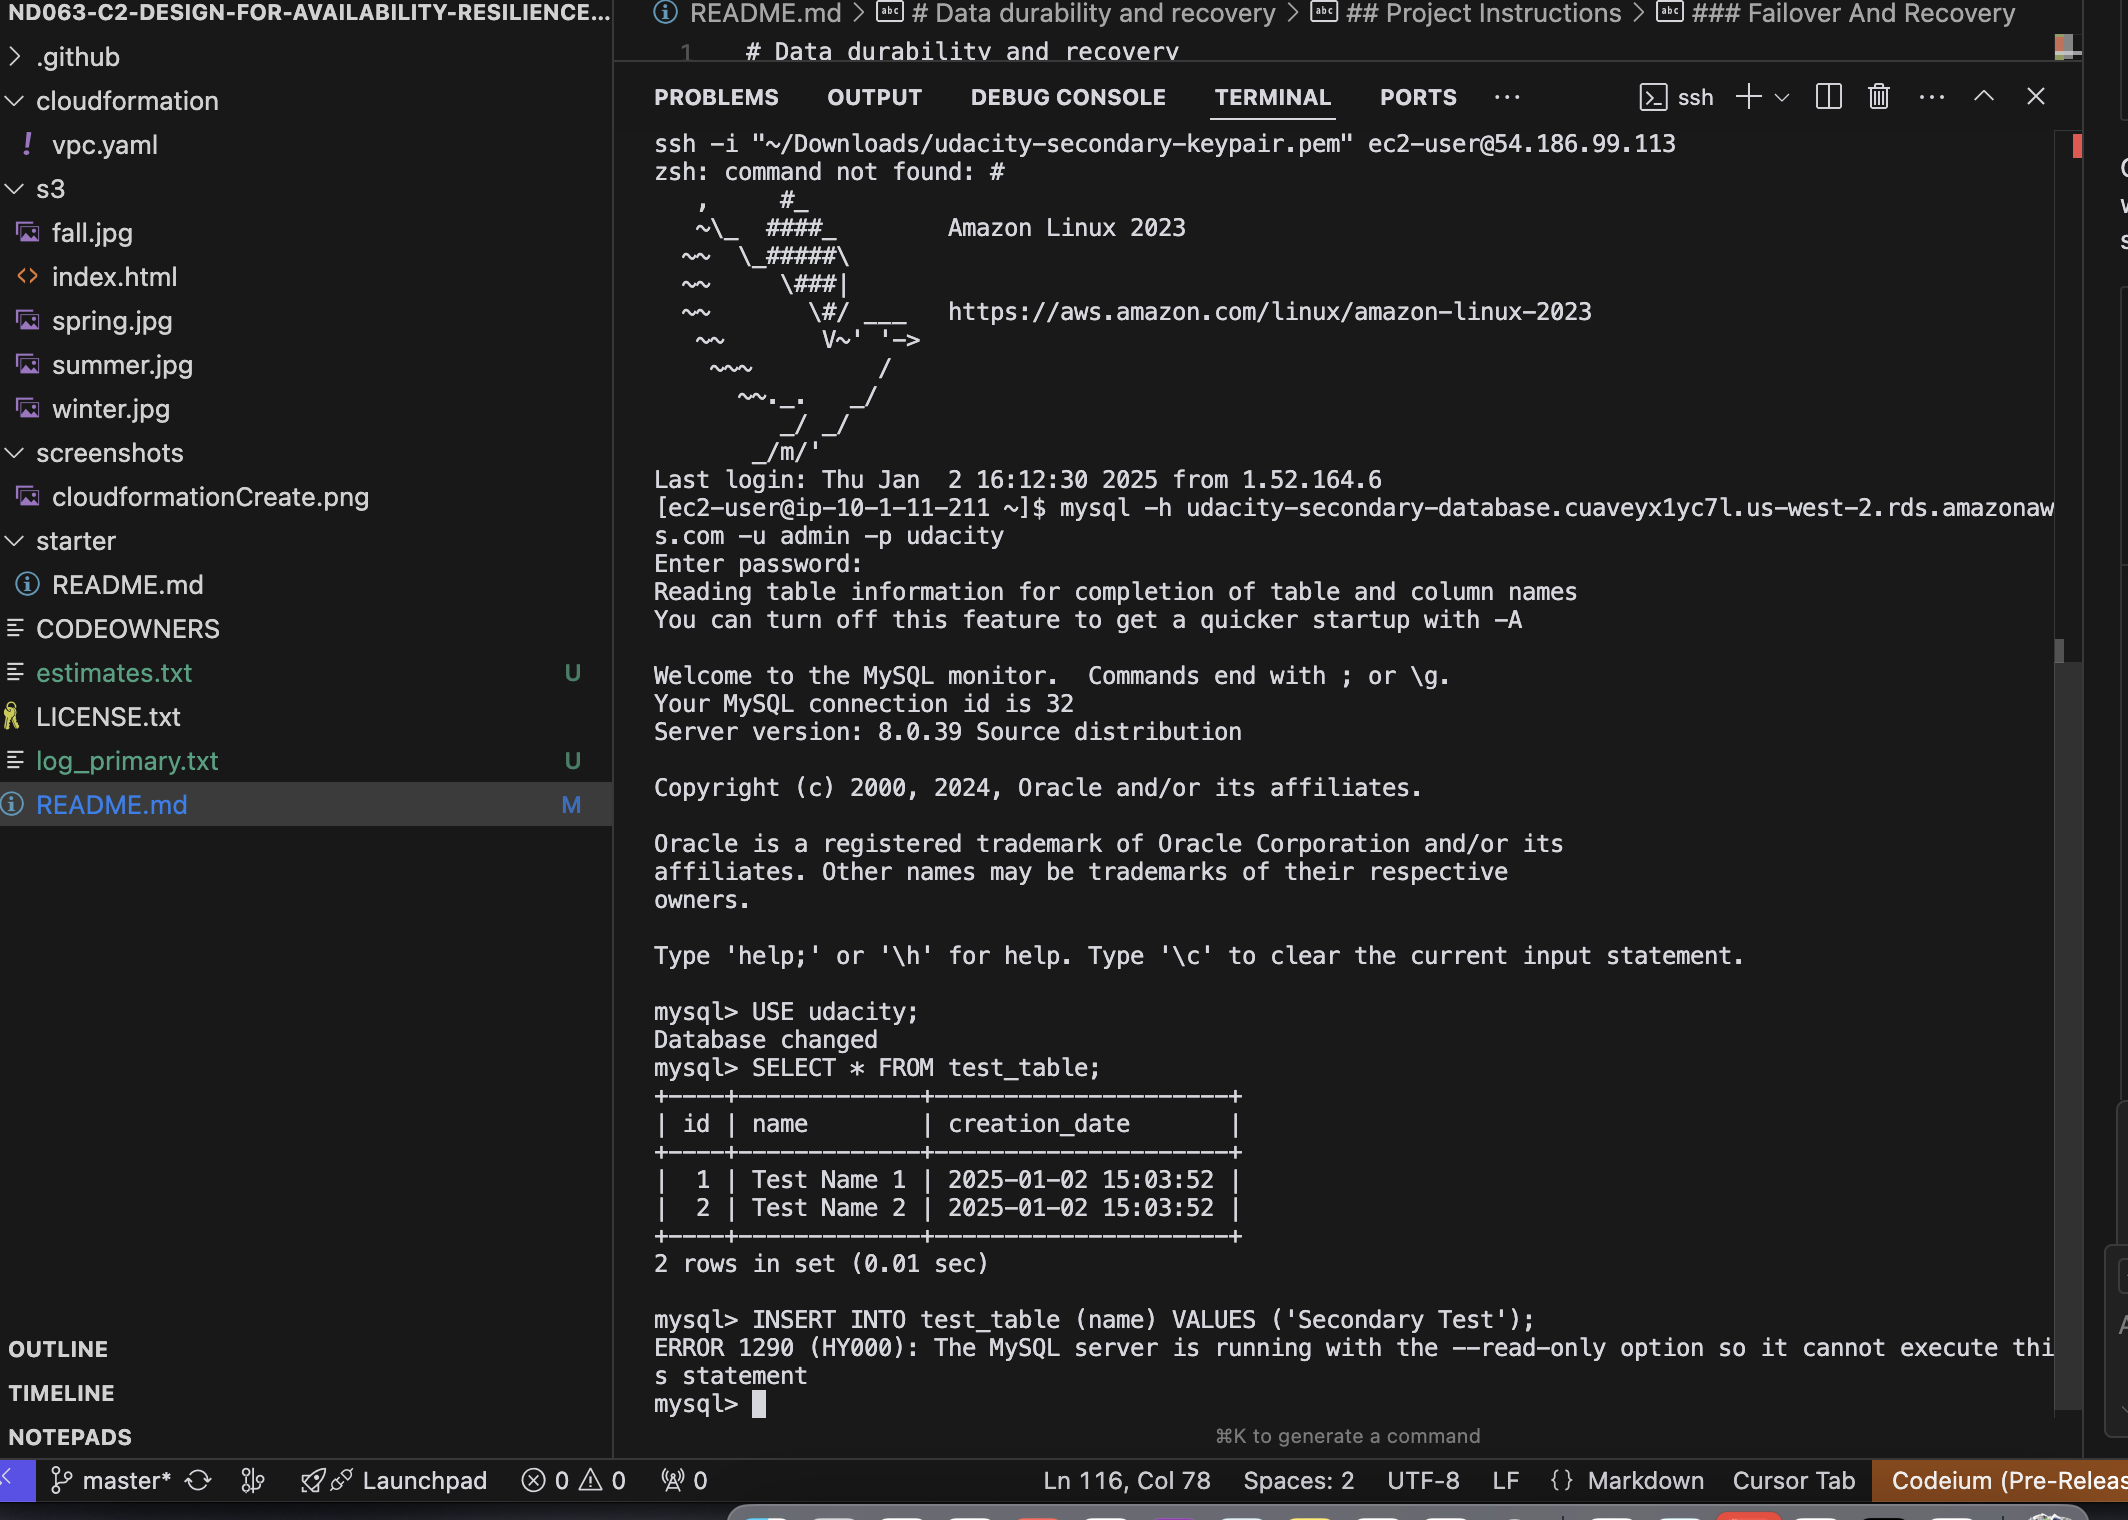 ND063-C2-DESIGN-FOR-AVAILABILITY-RESILIENCE...
.github
cloudformation
! vpc.yaml
s3
fall.jpg
<> index.html
spring.jpg
summer.jpg
winter.jpg
screenshots
cloudformationCreate.png
starter
README.md
CODEOWNERS
estimates.txt U
LICENSE.txt
log_primary.txt U
README.md M
OUTLINE
TIMELINE
NOTEPADS
README.md > abc # Data durability and recovery > abc ## Project Instructions > abc ### Failover And Recovery
1 # Data durability and recovery
PROBLEMS OUTPUT DEBUG CONSOLE TERMINAL PORTS ... ssh
ssh -i "~/Downloads/udacity-secondary-keypair.pem" ec2-user@54.186.99.113
zsh: command not found: #
   ,     #_
   ~\_  ####_        Amazon Linux 2023
  ~~  \_#####\
  ~~     \###|
  ~~       \#/ ___   https://aws.amazon.com/linux/amazon-linux-2023
   ~~       V~' '->
    ~~~         /
      ~~._.   _/
         _/ _/
       _/m/'
Last login: Thu Jan  2 16:12:30 2025 from 1.52.164.6
[ec2-user@ip-10-1-11-211 ~]$ mysql -h udacity-secondary-database.cuaveyx1yc7l.us-west-2.rds.amazonaw
s.com -u admin -p udacity
Enter password:
Reading table information for completion of table and column names
You can turn off this feature to get a quicker startup with -A
Welcome to the MySQL monitor.  Commands end with ; or \g.
Your MySQL connection id is 32
Server version: 8.0.39 Source distribution
Copyright (c) 2000, 2024, Oracle and/or its affiliates.
Oracle is a registered trademark of Oracle Corporation and/or its
affiliates. Other names may be trademarks of their respective
owners.
Type 'help;' or '\h' for help. Type '\c' to clear the current input statement.
mysql> USE udacity;
Database changed
mysql> SELECT * FROM test_table;
+----+-------------+---------------------+
| id | name        | creation_date       |
+----+-------------+---------------------+
|  1 | Test Name 1 | 2025-01-02 15:03:52 |
|  2 | Test Name 2 | 2025-01-02 15:03:52 |
+----+-------------+---------------------+
2 rows in set (0.01 sec)
mysql> INSERT INTO test_table (name) VALUES ('Secondary Test');
ERROR 1290 (HY000): The MySQL server is running with the --read-only option so it cannot execute thi
s statement
mysql>
⌘K to generate a command
master* Launchpad 0 0 0 Ln 116, Col 78 Spaces: 2 UTF-8 LF {} Markdown Cursor Tab Codeium (Pre-Releas